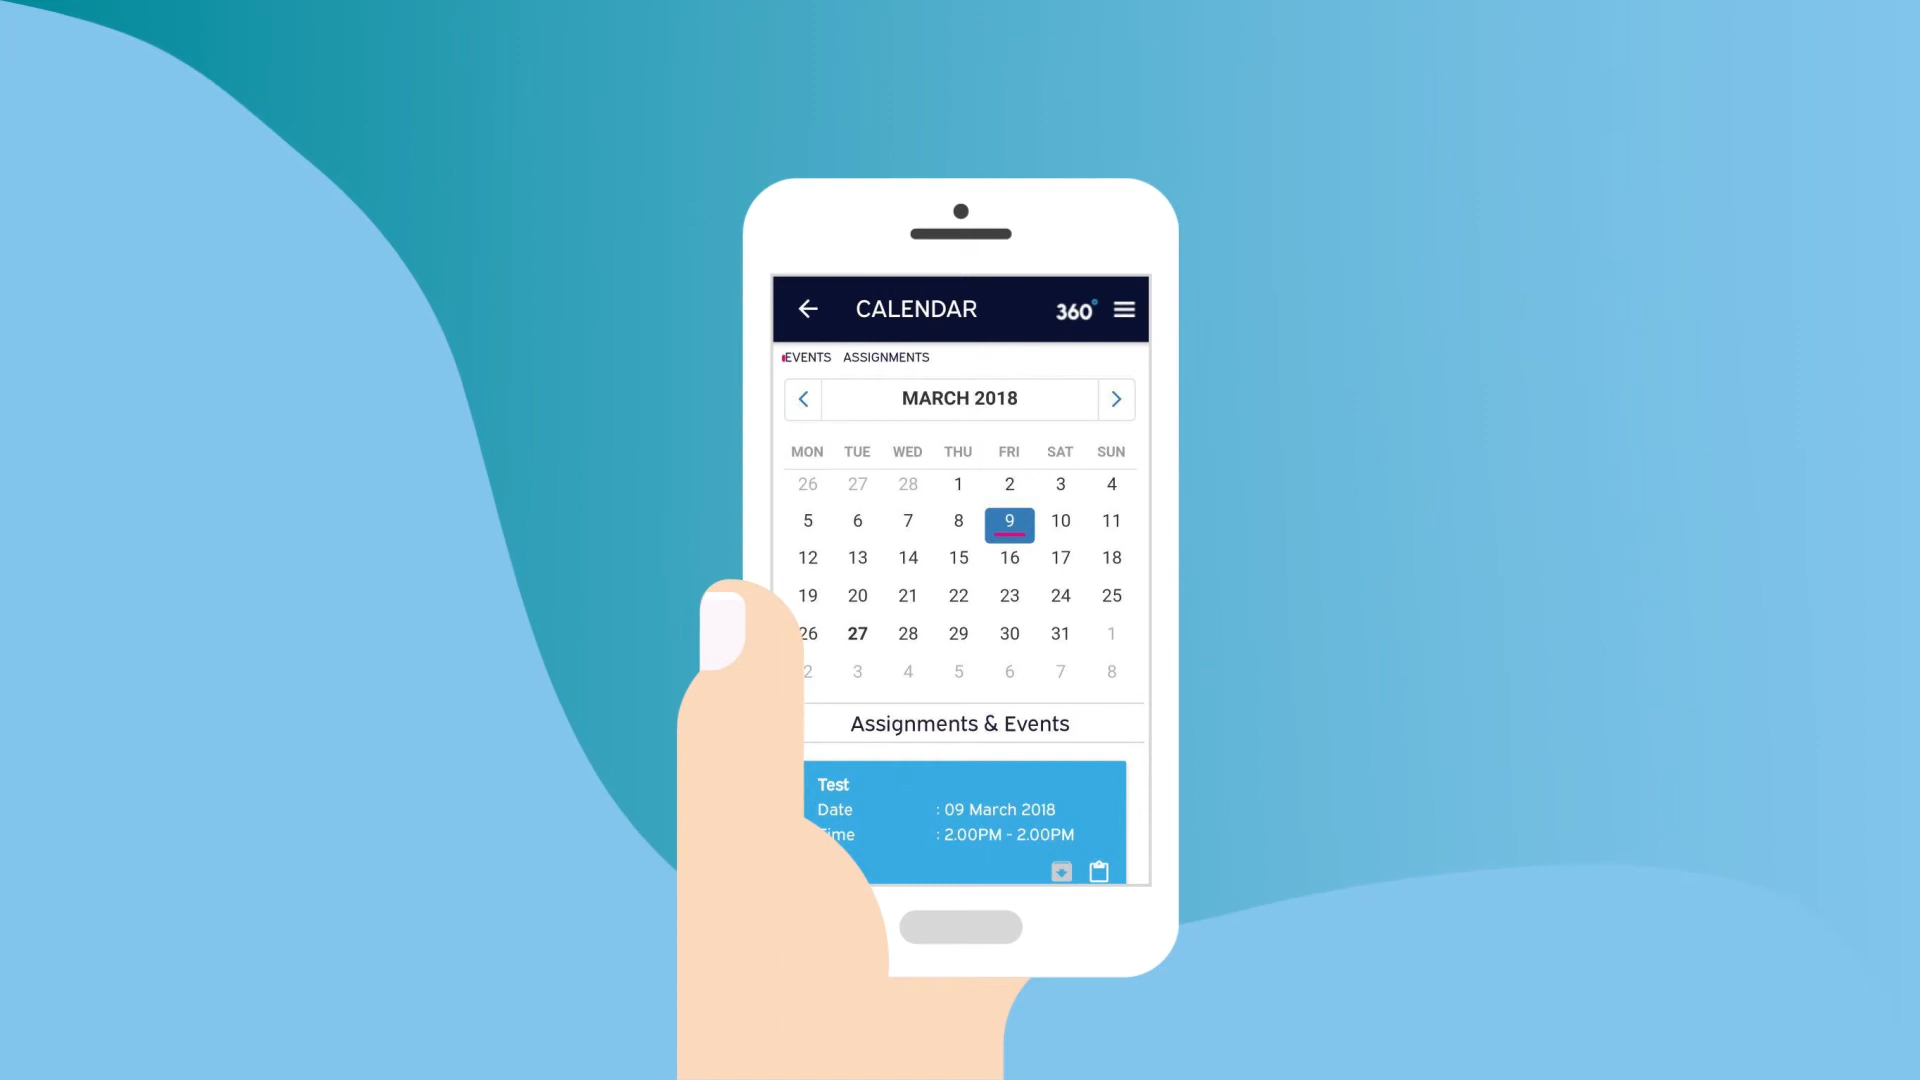 CALENDAR 360°
EVENTS ASSIGNMENTS
MARCH 2018
MON TUE WED THU FRI SAT SUN
26 27 28 1 2 3 4
5 6 7 8 9 10 11
12 13 14 15 16 17 18
19 20 21 22 23 24 25
26 27 28 29 30 31 1
2 3 4 5 6 7 8
Assignments & Events
Test
Date : 09 March 2018
Time : 2.00PM - 2.00PM